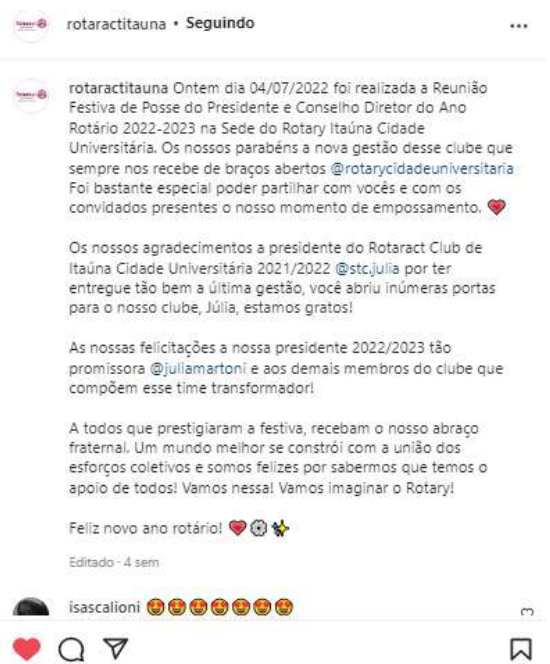 rotaractitauna • Seguindo
rotaractitauna Ontem dia 04/07/2022 foi realizada a Reunião
Festiva de Posse do Presidente e Conselho Diretor do Ano
Rotário 2022-2023 na Sede do Rotary Itaúna Cidade
Universitária. Os nossos parabéns a nova gestão desse clube que
sempre nos recebe de braços abertos @rotarycidadeuniversitaria
Foi bastante especial poder partilhar com vocês e com os
convidados presentes o nosso momento de empossamento. 💗
Os nossos agradecimentos a presidente do Rotaract Club de
Itaúna Cidade Universitária 2021/2022 @stc.julia por ter
entregue tão bem a última gestão, você abriu inúmeras portas
para o nosso clube, Júlia, estamos gratos!
As nossas felicitações a nossa presidente 2022/2023 tão
promissora @juliamartoni e aos demais membros do clube que
compõem esse time transformador!
A todos que prestigiaram a festiva, recebam o nosso abraço
fraternal. Um mundo melhor se constrói com a união dos
esforços coletivos e somos felizes por sabermos que temos o
apoio de todos! Vamos nessa! Vamos imaginar o Rotary!
Feliz novo ano rotário! 💗⚙️✨
Editado · 4 sem
isascalioni 😍😍😍😍😍😍😍